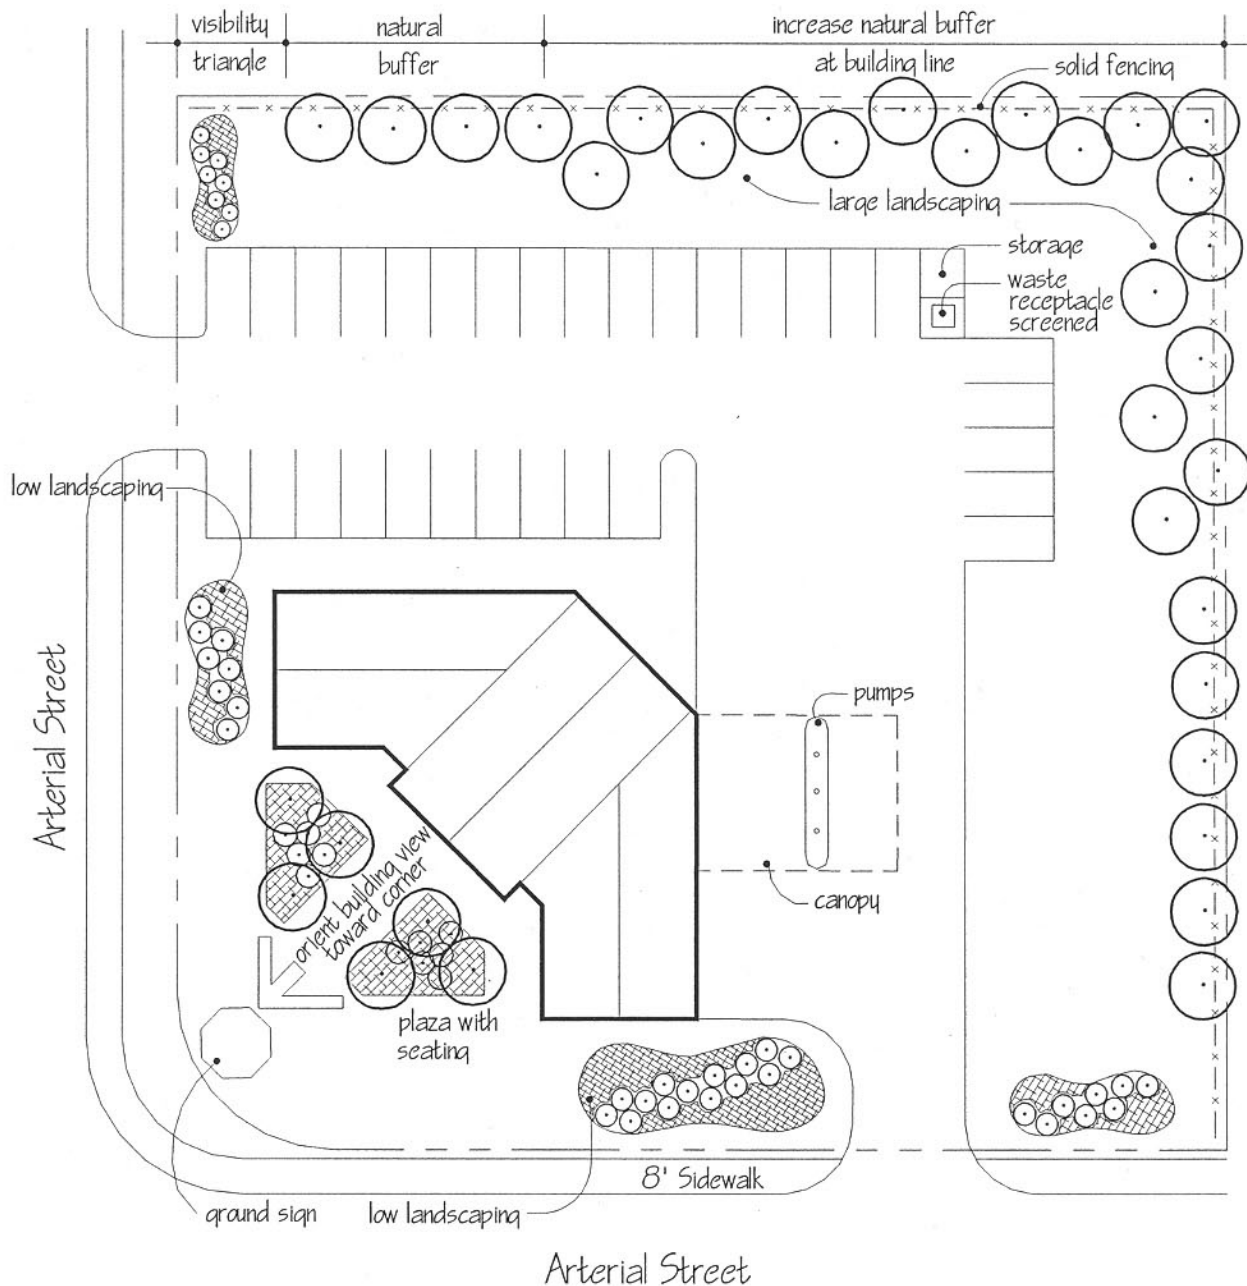 visibility
triangle
natural
buffer
increase natural buffer
at building line
solid fencing
large landscaping
storage
waste
receptacle
screened
low landscaping
Arterial Street
pumps
canopy
orient building view
toward corner
plaza with
seating
8' Sidewalk
ground sign
low landscaping
Arterial Street